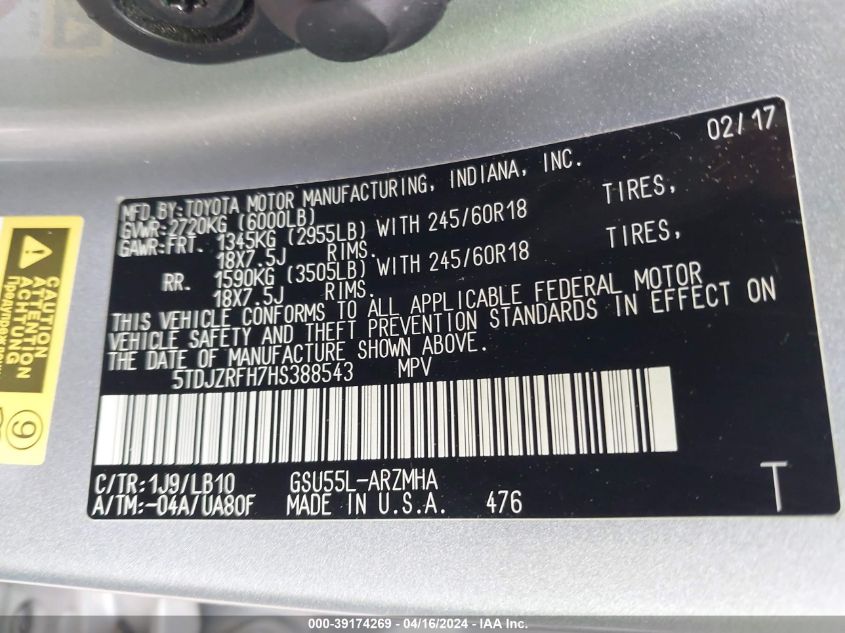 02/17
MFD.BY:TOYOTA MOTOR MANUFACTURING, INDIANA, INC.
GVWR:2720KG (6000LB)
GAWR:FRT. 1345KG (2955LB) WITH 245/60R18 TIRES,
18X7.5J RIMS.
RR. 1590KG (3505LB) WITH 245/60R18 TIRES,
18X7.5J RIMS.
THIS VEHICLE CONFORMS TO ALL APPLICABLE FEDERAL MOTOR
VEHICLE SAFETY AND THEFT PREVENTION STANDARDS IN EFFECT ON
THE DATE OF MANUFACTURE SHOWN ABOVE.
5TDJZRFH7HS388543 MPV
C/TR:1J9/LB10 GSU55L-ARZMHA
A/TM:-04A/UA80F MADE IN U.S.A. 476
T
CAUTION
ATTENTION
ACHTUNG
9
000-39174269 - 04/16/2024 - IAA Inc.